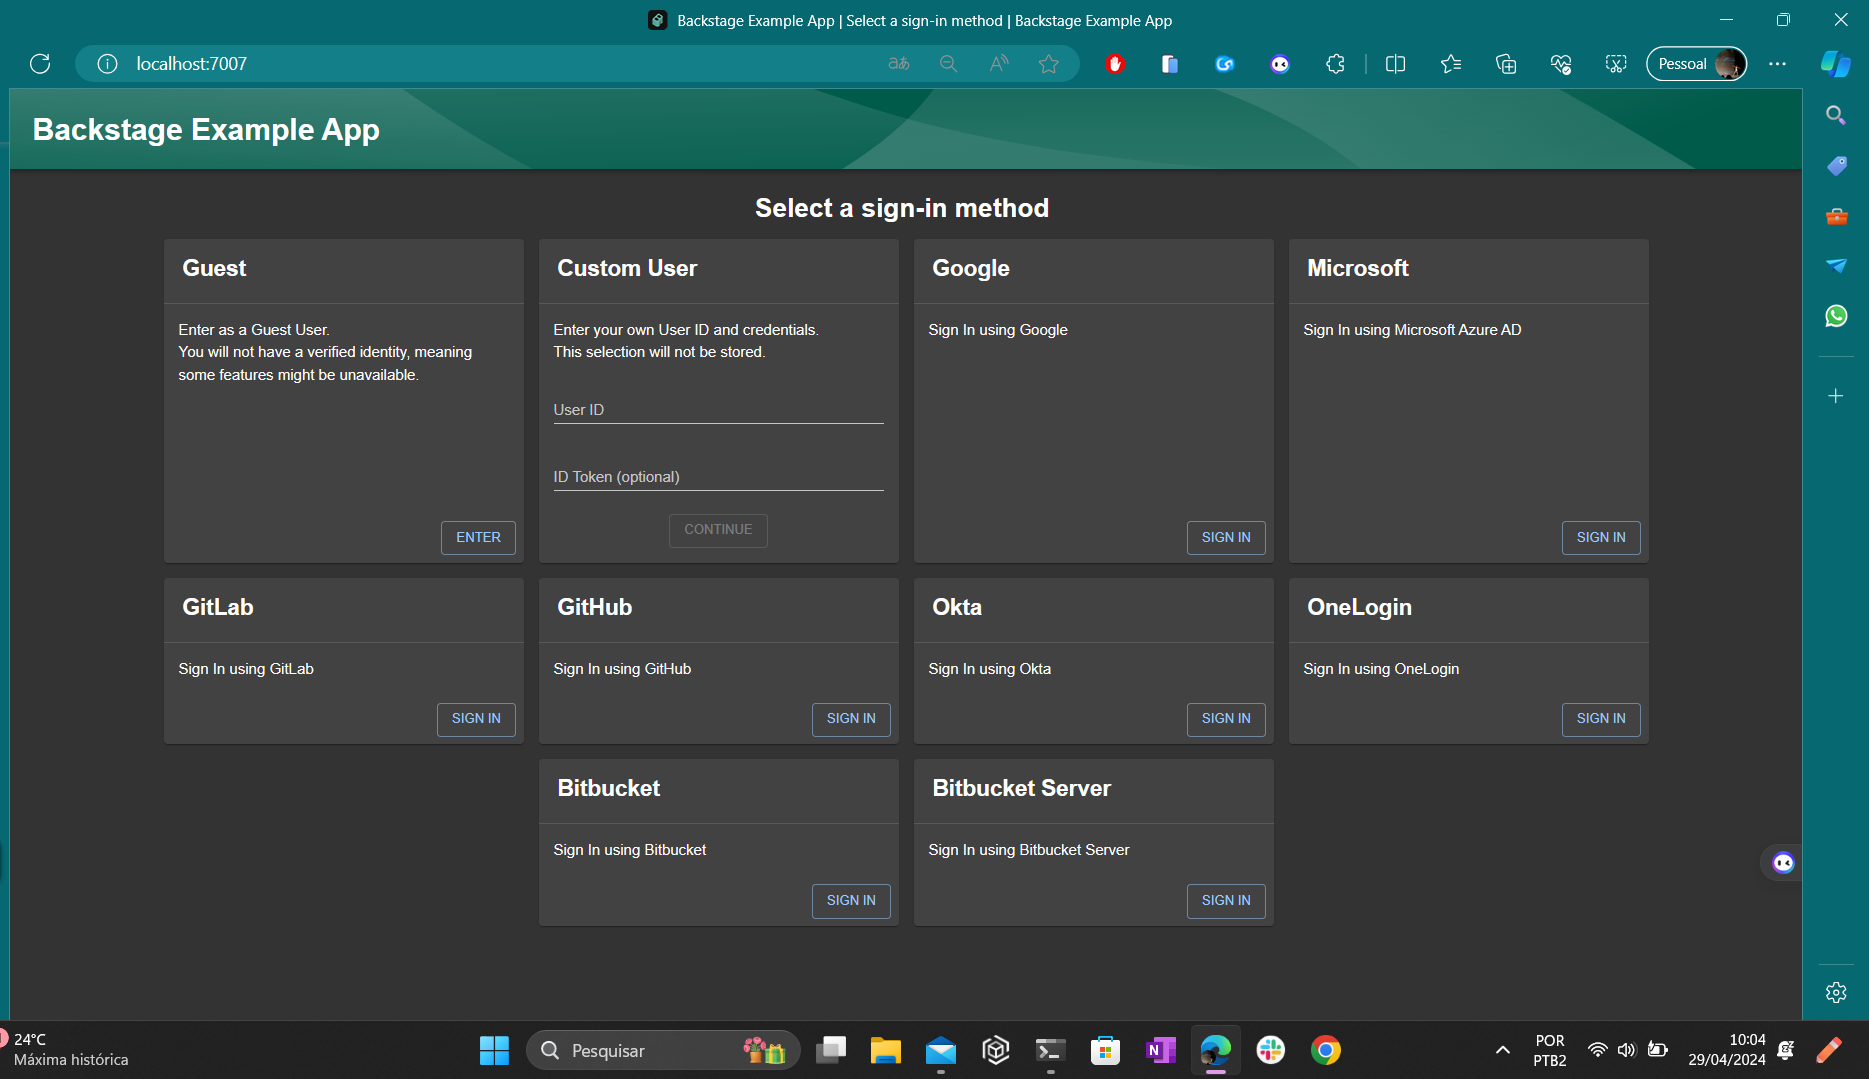 Backstage Example App | Select a sign-in method | Backstage Example App
localhost:7007
Pessoal
Backstage Example App
Select a sign-in method
Guest
Enter as a Guest User.
You will not have a verified identity, meaning
some features might be unavailable.
ENTER
Custom User
Enter your own User ID and credentials.
This selection will not be stored.
User ID
ID Token (optional)
CONTINUE
Google
Sign In using Google
SIGN IN
Microsoft
Sign In using Microsoft Azure AD
SIGN IN
GitLab
Sign In using GitLab
SIGN IN
GitHub
Sign In using GitHub
SIGN IN
Okta
Sign In using Okta
SIGN IN
OneLogin
Sign In using OneLogin
SIGN IN
Bitbucket
Sign In using Bitbucket
SIGN IN
Bitbucket Server
Sign In using Bitbucket Server
SIGN IN
24°C
Máxima histórica
Pesquisar
POR
PTB2
10:04
29/04/2024